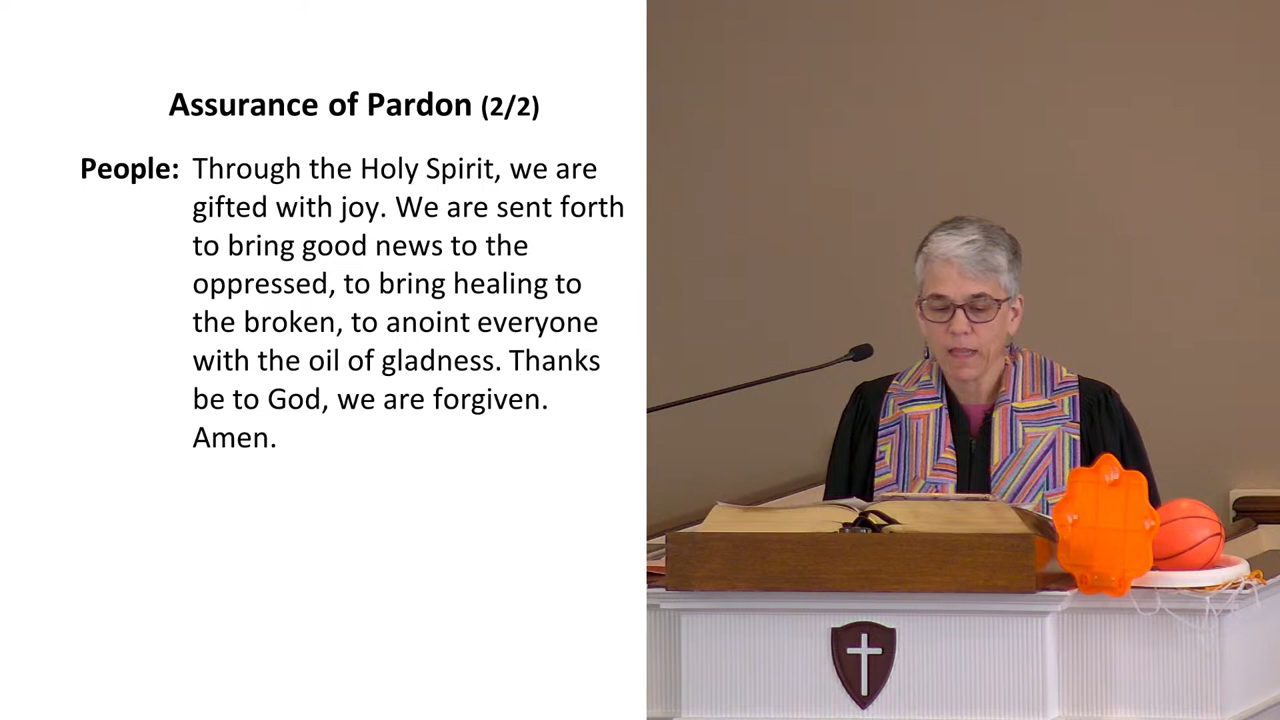 Assurance of Pardon (2/2)
People: Through the Holy Spirit, we are
gifted with joy. We are sent forth
to bring good news to the
oppressed, to bring healing to
the broken, to anoint everyone
with the oil of gladness. Thanks
be to God, we are forgiven.
Amen.